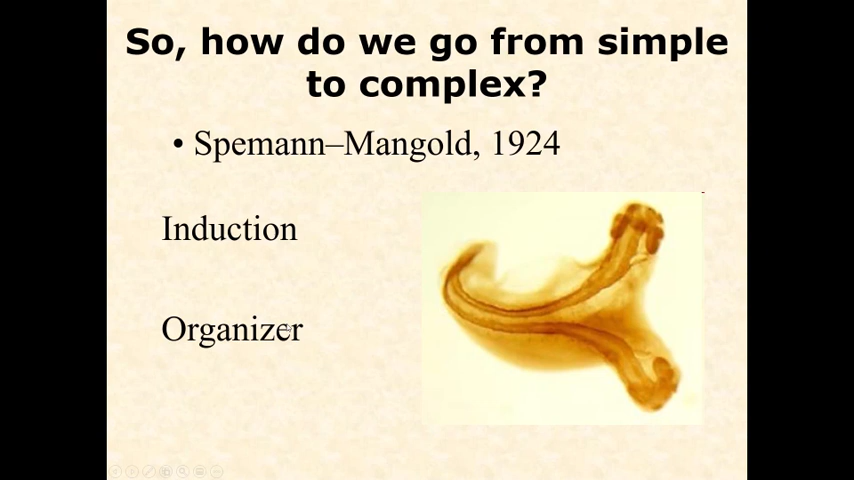 So, how do we go from simple
to complex?
• Spemann–Mangold, 1924
Induction
Organizer